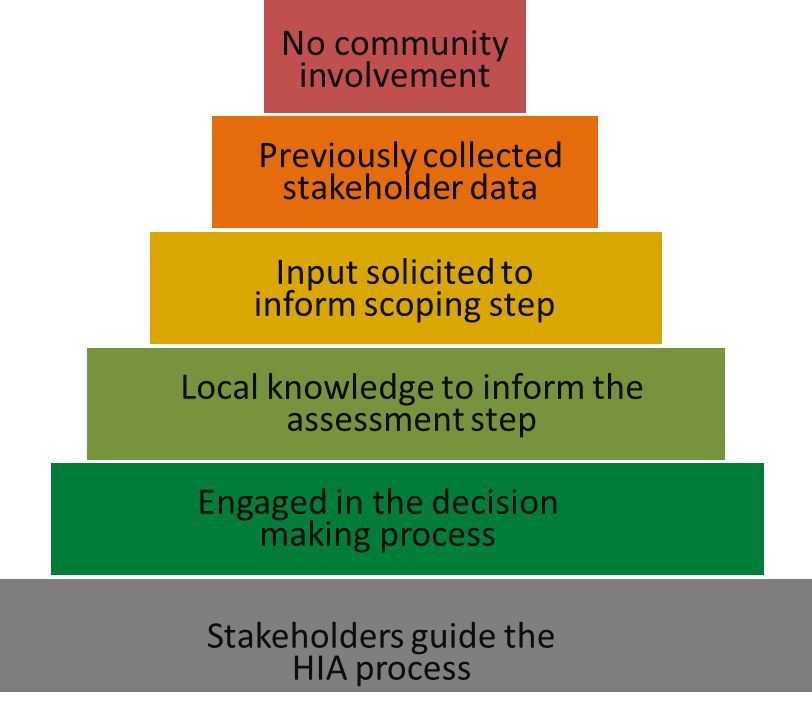 No community
involvement
Previously collected
stakeholder data
Input solicited to
inform scoping step
Local knowledge to inform the
assessment step
Engaged in the decision
making process
Stakeholders guide the
HIA process